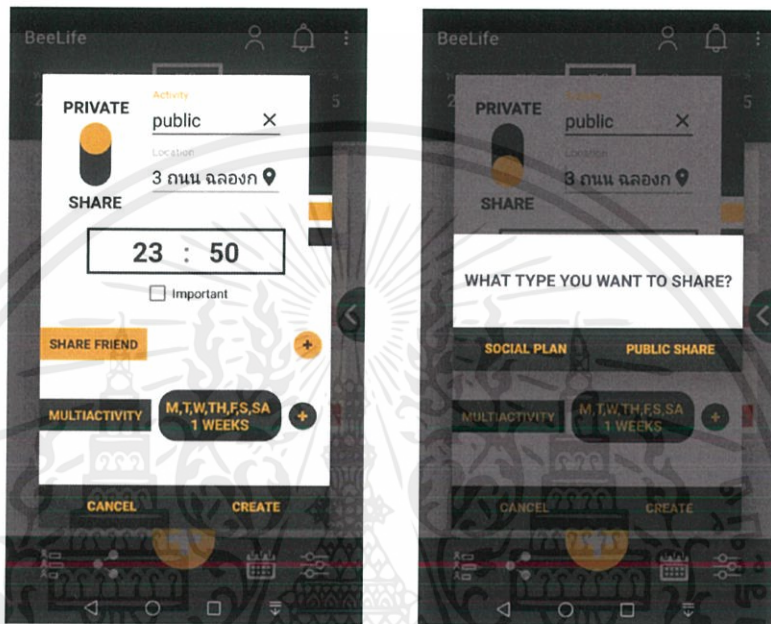 BeeLife
PRIVATE
Activity
public
Location
3 ถนน ฉลองก
SHARE
23 : 50
Important
SHARE FRIEND
MULTIACTIVITY
M,T,W,TH,F,S,SA
1 WEEKS
CANCEL
CREATE
BeeLife
PRIVATE
public
Location
3 ถนน ฉลองก
SHARE
WHAT TYPE YOU WANT TO SHARE?
SOCIAL PLAN
PUBLIC SHARE
MULTIACTIVITY
M,T,W,TH,F,S,SA
1 WEEKS
CANCEL
CREATE